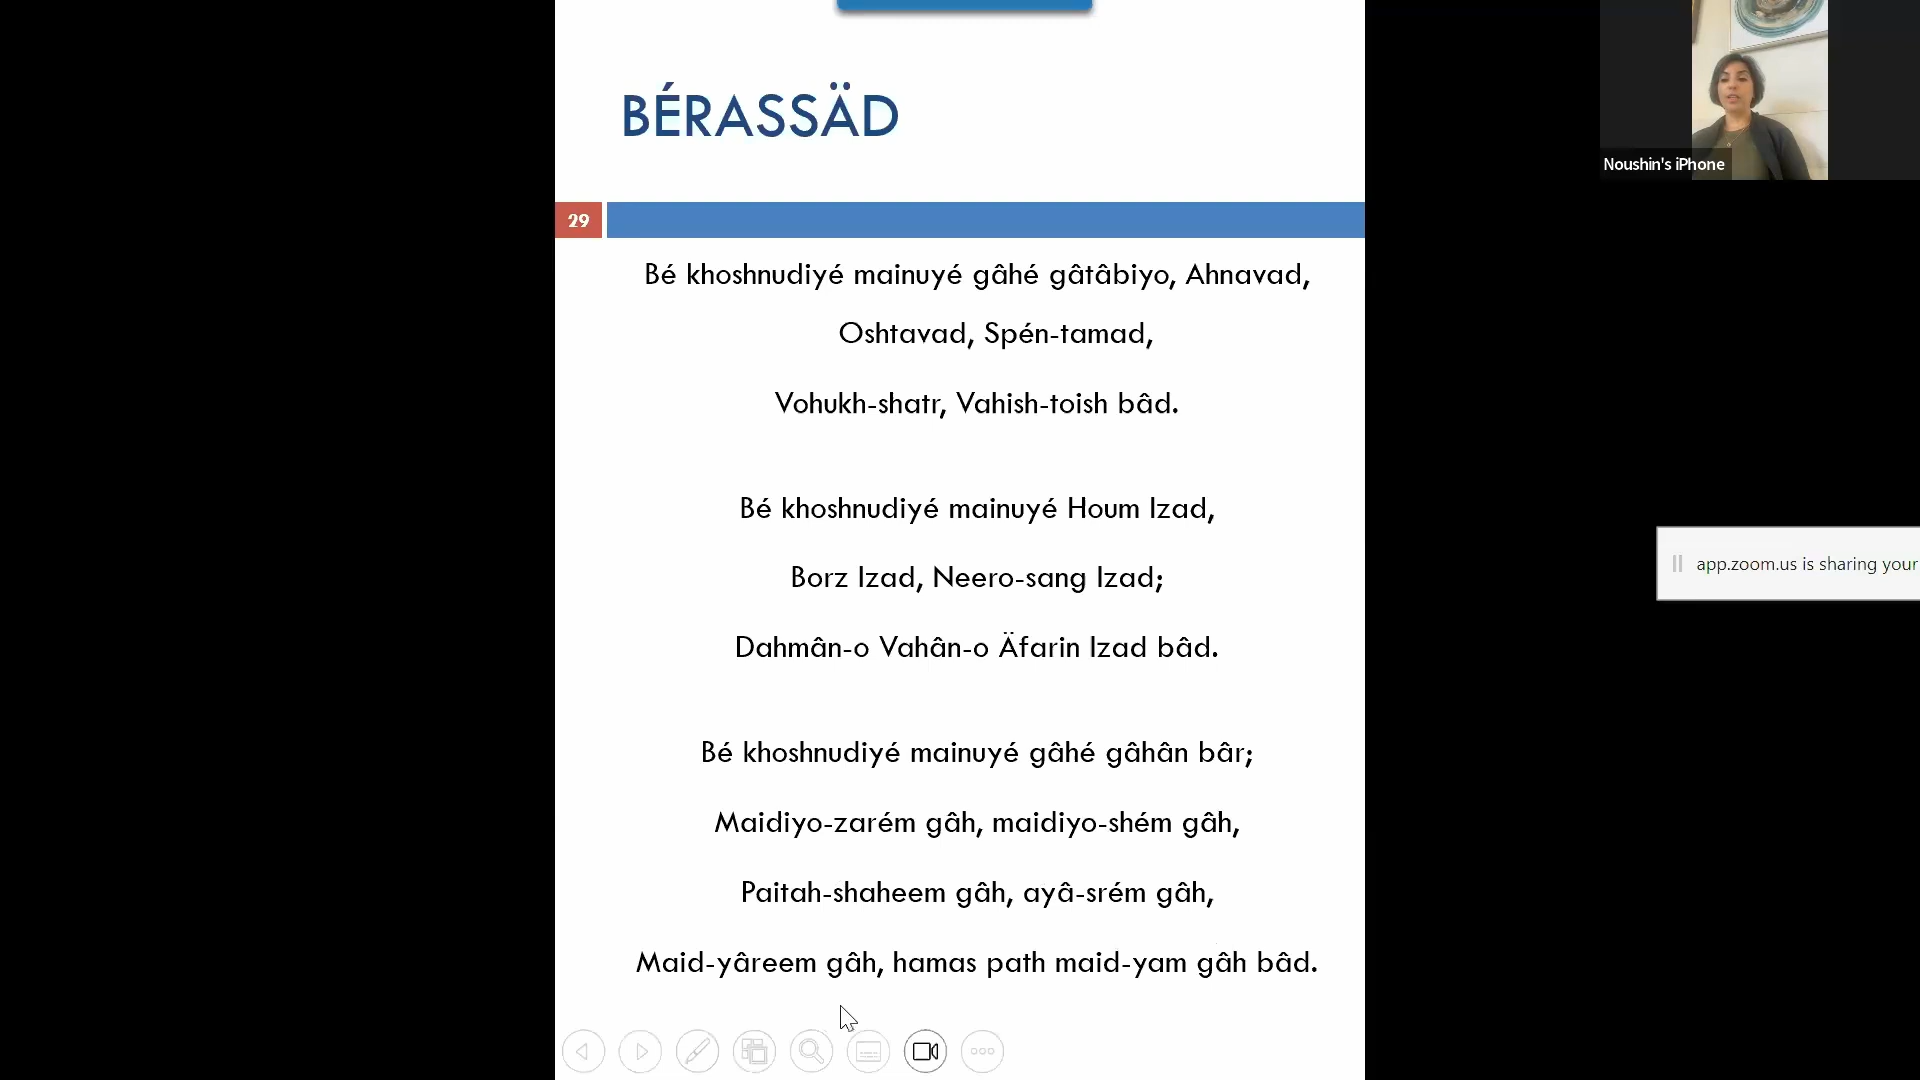 BÉRASSÄD
Noushin's iPhone
29
Bé khoshnudiyé mainuyé gâhé gâtâbiyo, Ahnavad,
Oshtavad, Spén-tamad,
Vohukh-shatr, Vahish-toish bâd.
Bé khoshnudiyé mainuyé Houm Izad,
Borz Izad, Neero-sang Izad;
Dahmân-o Vahân-o Äfarin Izad bâd.
app.zoom.us is sharing your
Bé khoshnudiyé mainuyé gâhé gâhân bâr;
Maidiyo-zarém gâh, maidiyo-shém gâh,
Paitah-shaheem gâh, ayâ-srém gâh,
Maid-yâreem gâh, hamas path maid-yam gâh bâd.